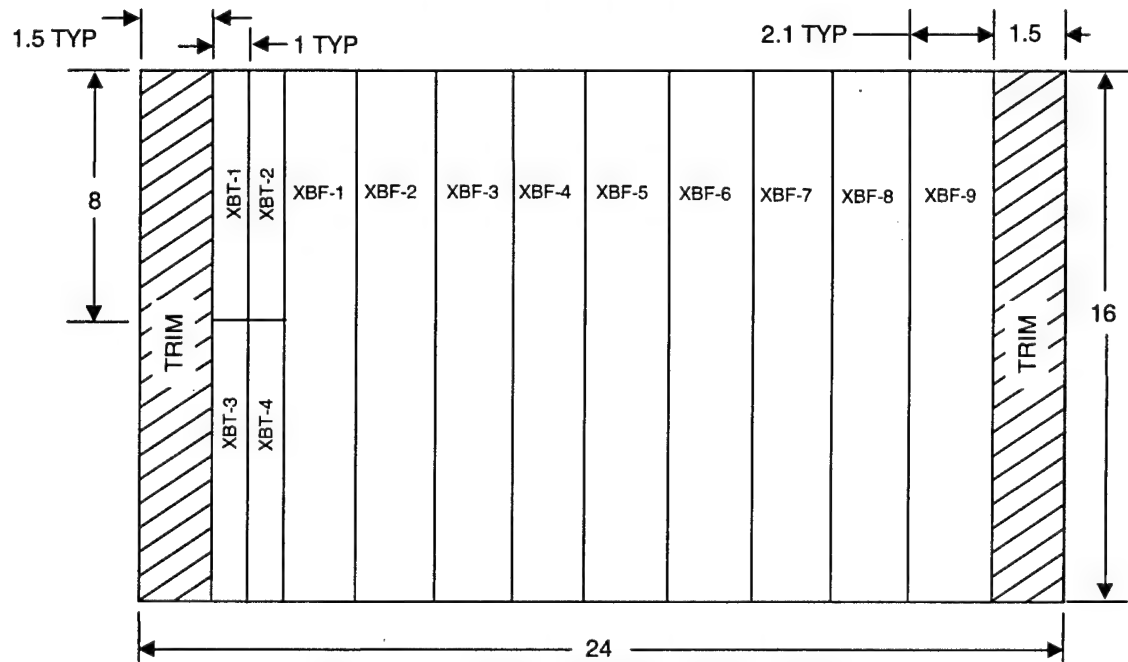 1.5 TYP
1 TYP
2.1 TYP
1.5
8
XBT-1
XBT-2
XBF-1
XBF-2
XBF-3
XBF-4
XBF-5
XBF-6
XBF-7
XBF-8
XBF-9
TRIM
TRIM
16
XBT-3
XBT-4
24